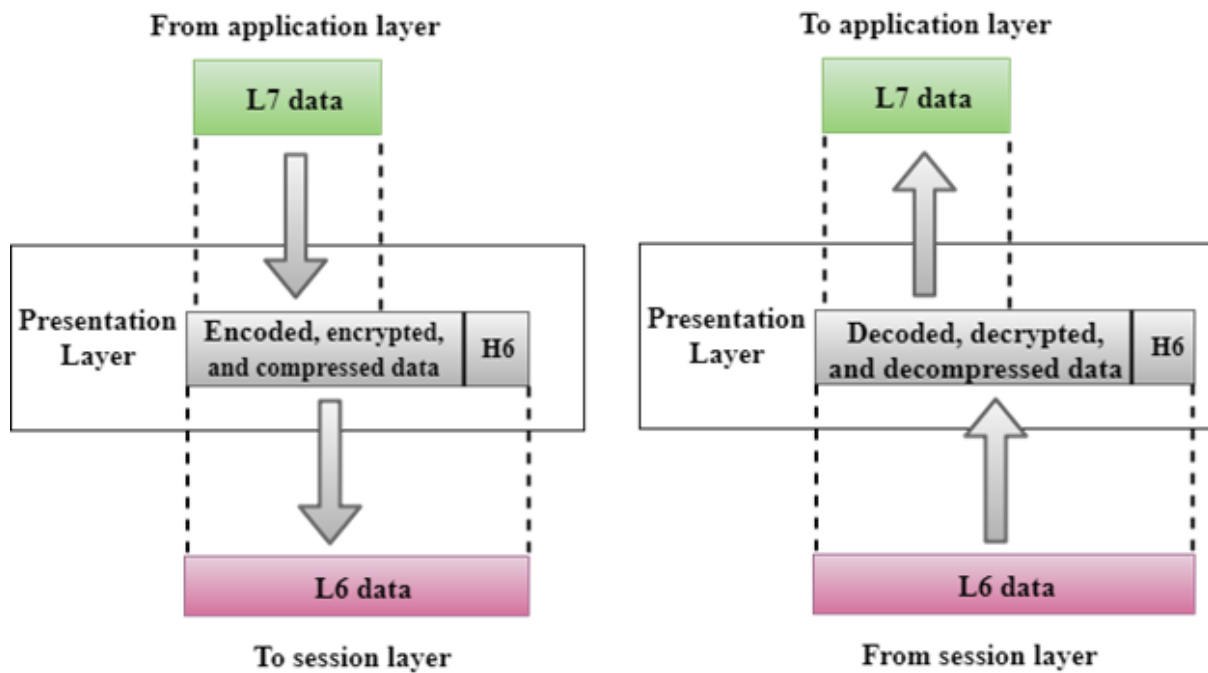 From application layer
L7 data
Presentation
Layer
Encoded, encrypted,
and compressed data
H6
L6 data
To session layer
To application layer
L7 data
Presentation
Layer
Decoded, decrypted,
and decompressed data
H6
L6 data
From session layer